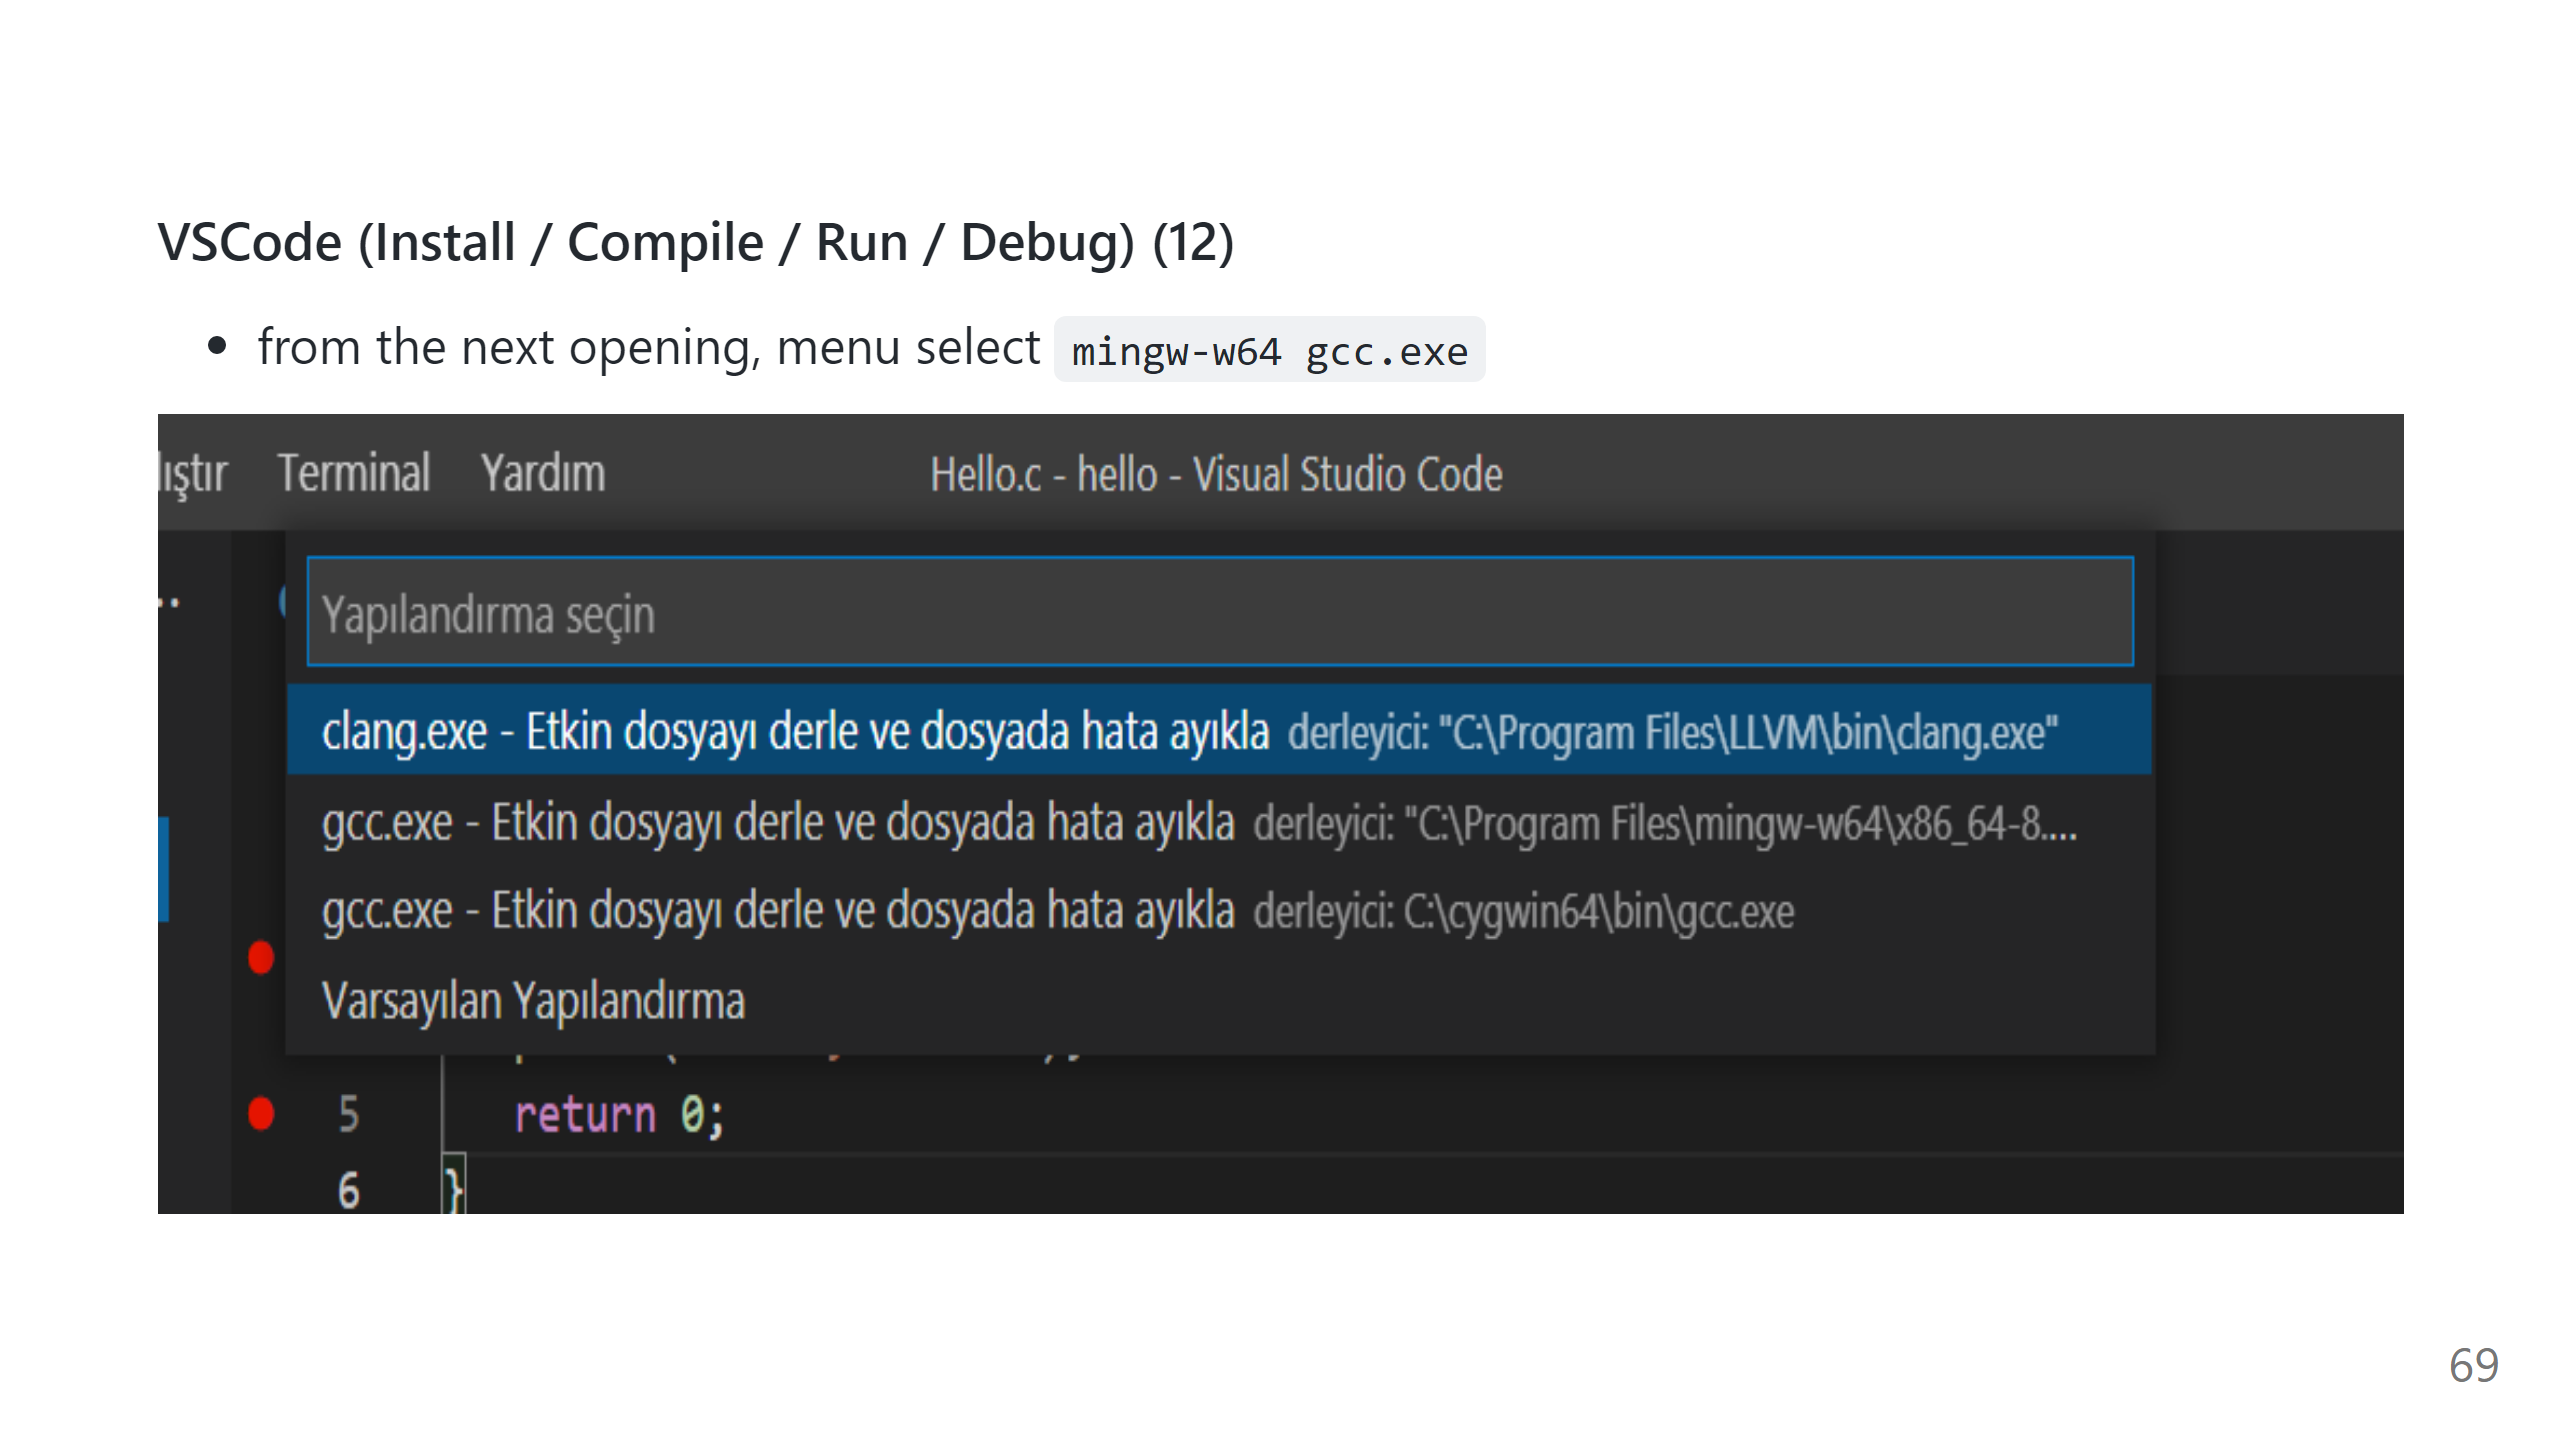 VSCode (Install / Compile / Run / Debug) (12)
• from the next opening, menu select mingw-w64 gcc.exe
lıştır Terminal Yardım Hello.c - hello - Visual Studio Code
Yapılandırma seçin
clang.exe - Etkin dosyayı derle ve dosyada hata ayıkla derleyici: "C:\Program Files\LLVM\bin\clang.exe"
gcc.exe - Etkin dosyayı derle ve dosyada hata ayıkla derleyici: "C:\Program Files\mingw-w64\x86_64-8....
gcc.exe - Etkin dosyayı derle ve dosyada hata ayıkla derleyici: C:\cygwin64\bin\gcc.exe
Varsayılan Yapılandırma
5 return 0;
6 }
69